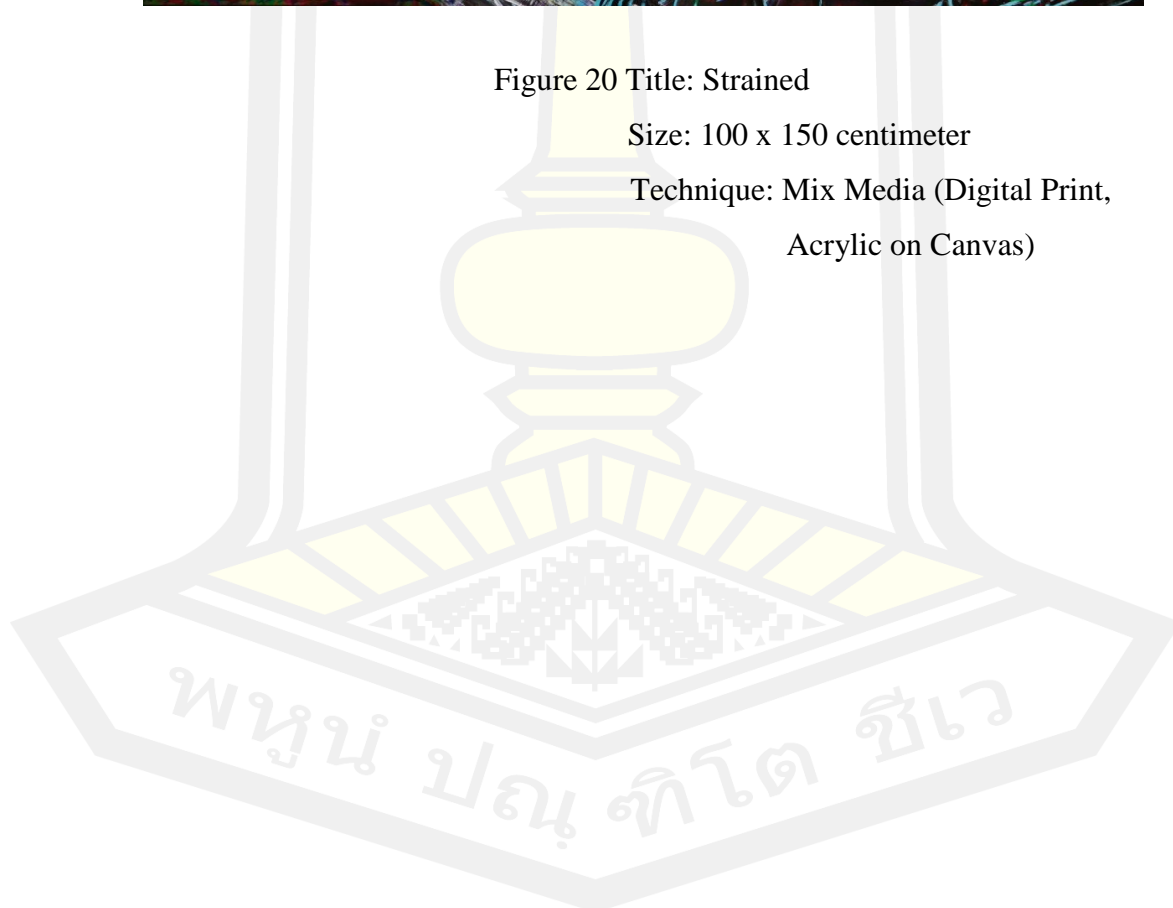 Figure 20 Title: Strained
Size: 100 x 150 centimeter
Technique: Mix Media (Digital Print,
Acrylic on Canvas)
พหูนํ ปณฺฑิโต ชีเว